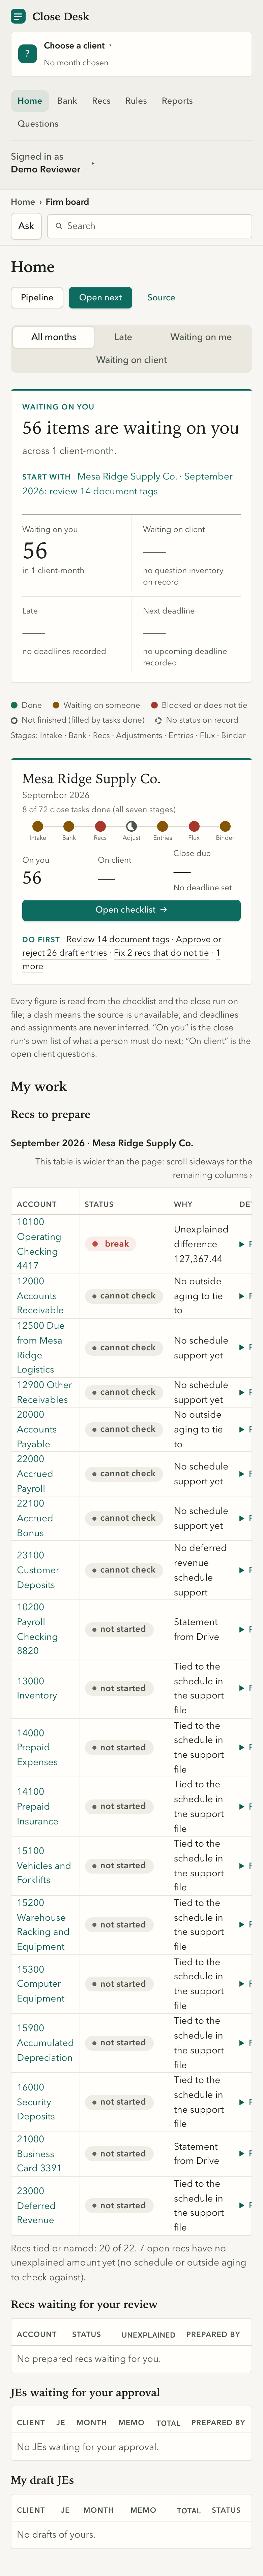 Close Desk
?
Choose a client
No month chosen
Home
Bank
Recs
Rules
Reports
Questions
Signed in as
Demo Reviewer
Home › Firm board
Ask
Search
Home
Pipeline
Open next
Source
All months
Late
Waiting on me
Waiting on client
WAITING ON YOU
56 items are waiting on you
across 1 client-month.
START WITH Mesa Ridge Supply Co. · September
2026: review 14 document tags
Waiting on you
56
in 1 client-month
Waiting on client
—
no question inventory
on record
Late
—
no deadlines recorded
Next deadline
—
no upcoming deadline
recorded
Done
Waiting on someone
Blocked or does not tie
Not finished (filled by tasks done)
No status on record
Stages: Intake · Bank · Recs · Adjustments · Entries · Flux · Binder
Mesa Ridge Supply Co.
September 2026
8 of 72 close tasks done (all seven stages)
Intake
Bank
Recs
Adjust
Entries
Flux
Binder
On you
56
On client
—
Close due
—
No deadline set
Open checklist →
DO FIRST Review 14 document tags · Approve or
reject 26 draft entries · Fix 2 recs that do not tie · 1
more
Every figure is read from the checklist and the close run on
file; a dash means the source is unavailable, and deadlines
and assignments are never inferred. “On you” is the close
run’s own list of what a person must do next; “On client” is the
open client questions.
My work
Recs to prepare
September 2026 · Mesa Ridge Supply Co.
This table is wider than the page: scroll sideways for the
remaining columns ›
ACCOUNT
STATUS
WHY
10100
Operating
Checking
4417
break
Unexplained
difference
127,367.44
12000
Accounts
Receivable
cannot check
No outside
aging to tie
to
12500 Due
from Mesa
Ridge
Logistics
cannot check
No schedule
support yet
12900 Other
Receivables
cannot check
No schedule
support yet
20000
Accounts
Payable
cannot check
No outside
aging to tie
to
22000
Accrued
Payroll
cannot check
No schedule
support yet
22100
Accrued
Bonus
cannot check
No schedule
support yet
23100
Customer
Deposits
cannot check
No deferred
revenue
schedule
support
10200
Payroll
Checking
8820
not started
Statement
from Drive
13000
Inventory
not started
Tied to the
schedule in
the support
file
14000
Prepaid
Expenses
not started
Tied to the
schedule in
the support
file
14100
Prepaid
Insurance
not started
Tied to the
schedule in
the support
file
15100
Vehicles and
Forklifts
not started
Tied to the
schedule in
the support
file
15200
Warehouse
Racking and
Equipment
not started
Tied to the
schedule in
the support
file
15300
Computer
Equipment
not started
Tied to the
schedule in
the support
file
15900
Accumulated
Depreciation
not started
Tied to the
schedule in
the support
file
16000
Security
Deposits
not started
Tied to the
schedule in
the support
file
21000
Business
Card 3391
not started
Statement
from Drive
23000
Deferred
Revenue
not started
Tied to the
schedule in
the support
file
Recs tied or named: 20 of 22. 7 open recs have no
unexplained amount yet (no schedule or outside aging
to check against).
Recs waiting for your review
ACCOUNT
STATUS
UNEXPLAINED
PREPARED BY
No prepared recs waiting for you.
JEs waiting for your approval
CLIENT
JE
MONTH
MEMO
TOTAL
PREPARED BY
No JEs waiting for your approval.
My draft JEs
CLIENT
JE
MONTH
MEMO
TOTAL
STATUS
No drafts of yours.